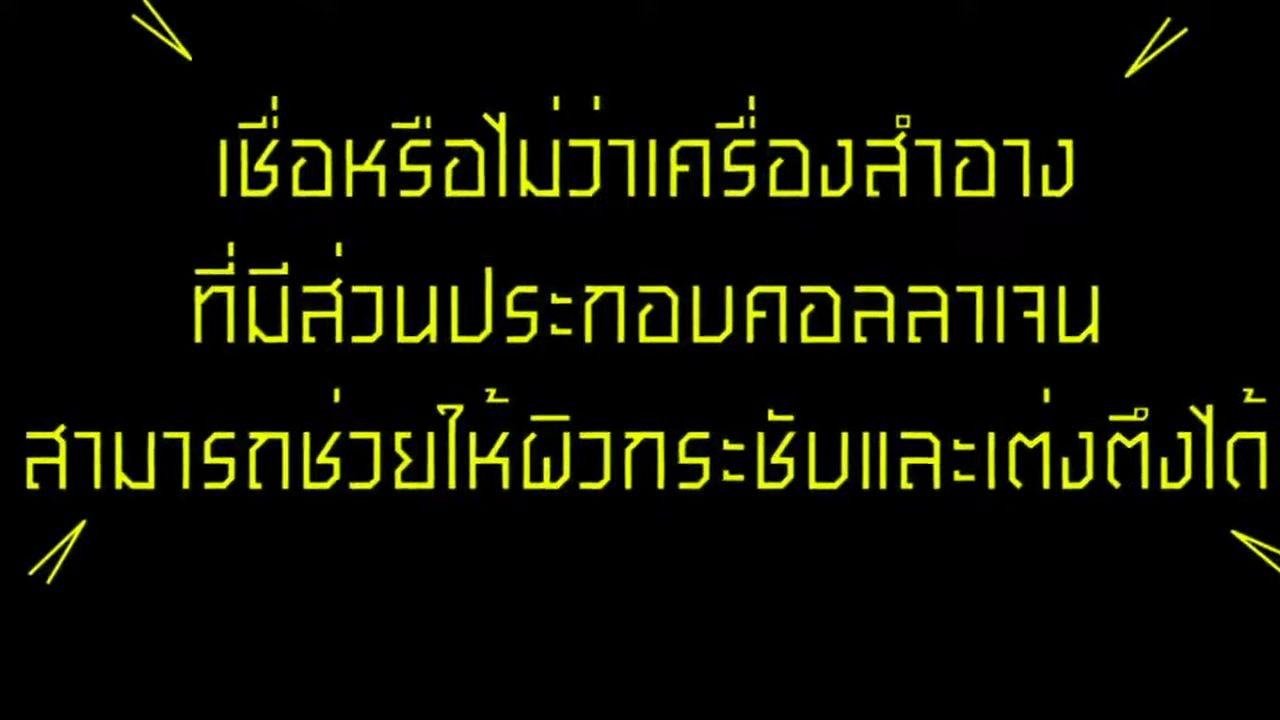 เชื่อหรือไม่ว่าเครื่องสำอาง
ที่มีส่วนประกอบคอลลาเจน
สามารถช่วยให้ผิวกระชับและเต่งตึงได้